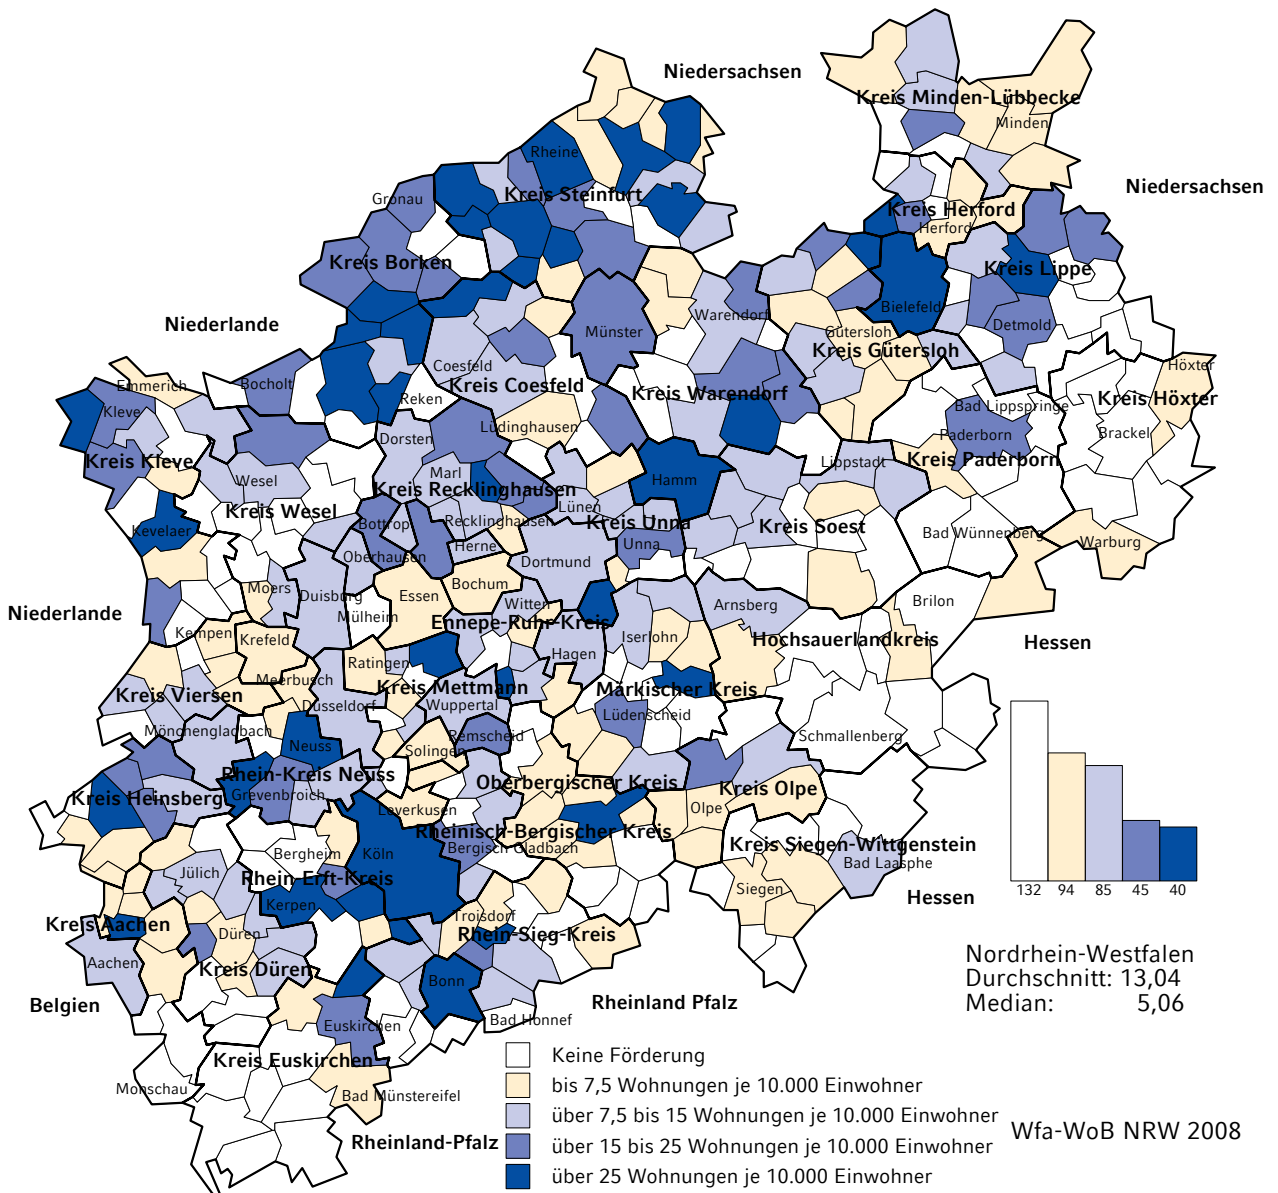 Niedersachsen
Kreis Minden-Lübbecke
Minden
Rheine
Niedersachsen
Kreis Steinfurt
Gronau
Kreis Herford
Herford
Kreis Borken
Kreis Lippe
Bielefeld
Niederlande
Münster
Warendorf
Detmold
Gütersloh
Kreis Gütersloh
Coesfeld
Höxter
Emmerich
Bocholt
Kreis Coesfeld
Kreis Warendorf
Reken
Kreis Höxter
Kleve
Bad Lippspringe
Lüdinghausen
Dorsten
Paderborn
Brackel
Kreis Kleve
Marl
Lippstadt
Kreis Paderborn
Wesel
Kreis Recklinghausen
Hamm
Kreis Wesel
Lünen
Kevelaer
Bottrop
Recklinghausen
Kreis Unna
Kreis Soest
Bad Wünnenberg
Unna
Warburg
Oberhausen
Herne
Dortmund
Moers
Duisburg
Essen
Bochum
Niederlande
Mülheim
Witten
Arnsberg
Brilon
Kempen
Krefeld
Ennepe-Ruhr-Kreis
Iserlohn
Hochsauerlandkreis
Hessen
Ratingen
Hagen
Meerbusch
Kreis Viersen
Kreis Mettmann
Märkischer Kreis
Düsseldorf
Wuppertal
Lüdenscheid
Mönchengladbach
Neuss
Remscheid
Schmallenberg
Solingen
Rhein-Kreis Neuss
Oberbergischer Kreis
Kreis Olpe
Kreis Heinsberg
Grevenbroich
Leverkusen
Olpe
Rheinisch-Bergischer Kreis
Bergheim
Köln
Bergisch Gladbach
Kreis Siegen-Wittgenstein
Bad Laasphe
Jülich
Rhein-Erft-Kreis
Siegen
Hessen
132 94 85 45 40
Kerpen
Troisdorf
Kreis Aachen
Düren
Rhein-Sieg-Kreis
Aachen
Kreis Düren
Bonn
Nordrhein-Westfalen
Durchschnitt: 13,04
Median: 5,06
Belgien
Rheinland Pfalz
Euskirchen
Bad Honnef
Kreis Euskirchen
Monschau
Bad Münstereifel
Rheinland-Pfalz
Keine Förderung
bis 7,5 Wohnungen je 10.000 Einwohner
über 7,5 bis 15 Wohnungen je 10.000 Einwohner
über 15 bis 25 Wohnungen je 10.000 Einwohner
über 25 Wohnungen je 10.000 Einwohner
Wfa-WoB NRW 2008